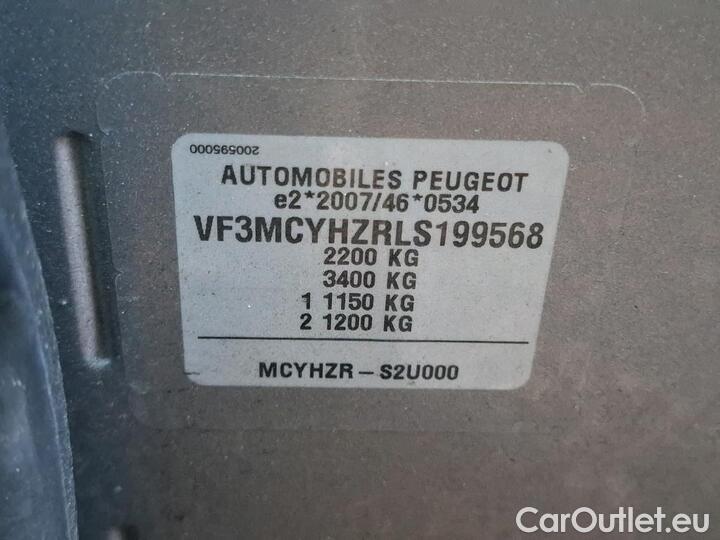 200595000
AUTOMOBILES PEUGEOT
e2*2007/46*0534
VF3MCYHZRLS199568
2200 KG
3400 KG
1 1150 KG
2 1200 KG
MCYHZR – S2U000
CarOutlet.eu